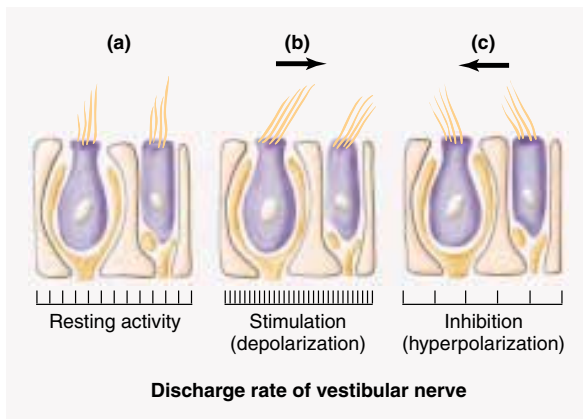 (a)
(b)
(c)
Resting activity
Stimulation
(depolarization)
Inhibition
(hyperpolarization)
Discharge rate of vestibular nerve